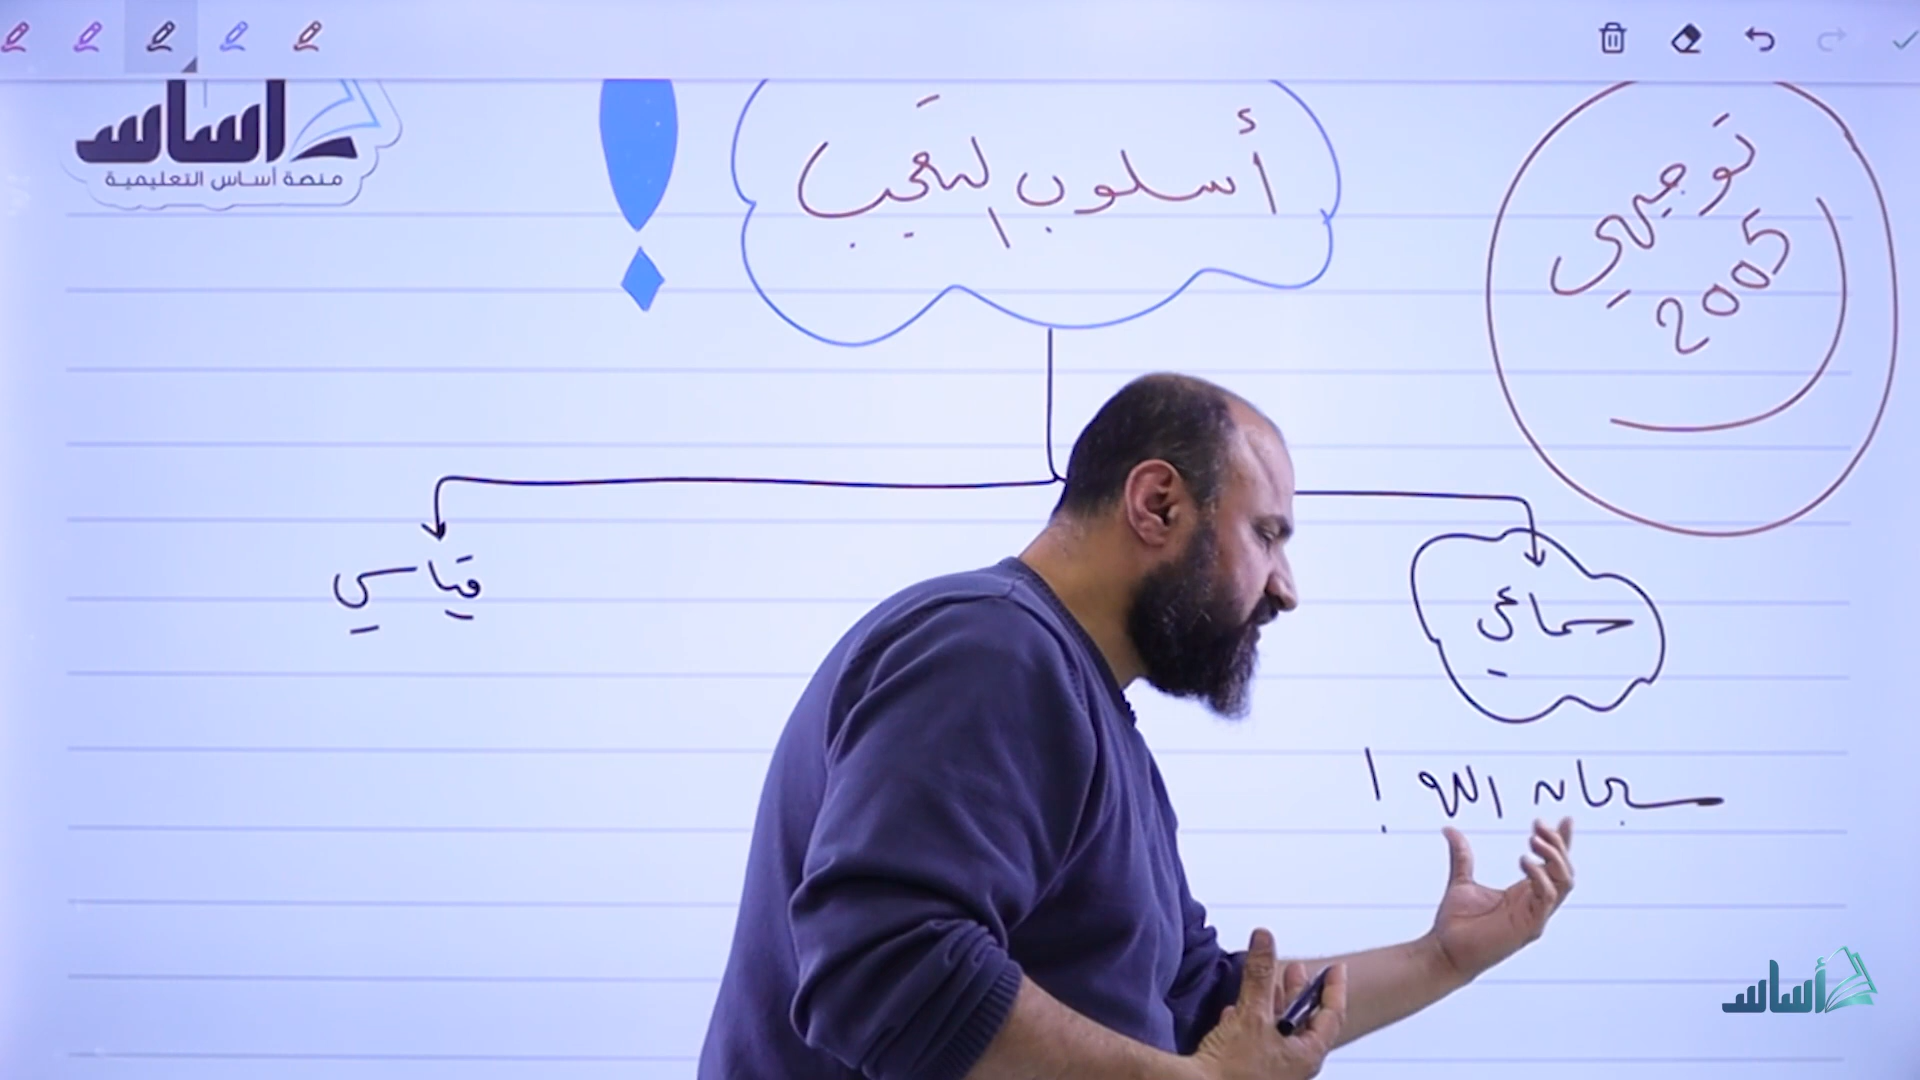 أساس
منصة أساس التعليمية
أسلوب التعجب
!
توجيهي
2005
سماعي
قياسي
سبحان الله !
أساس